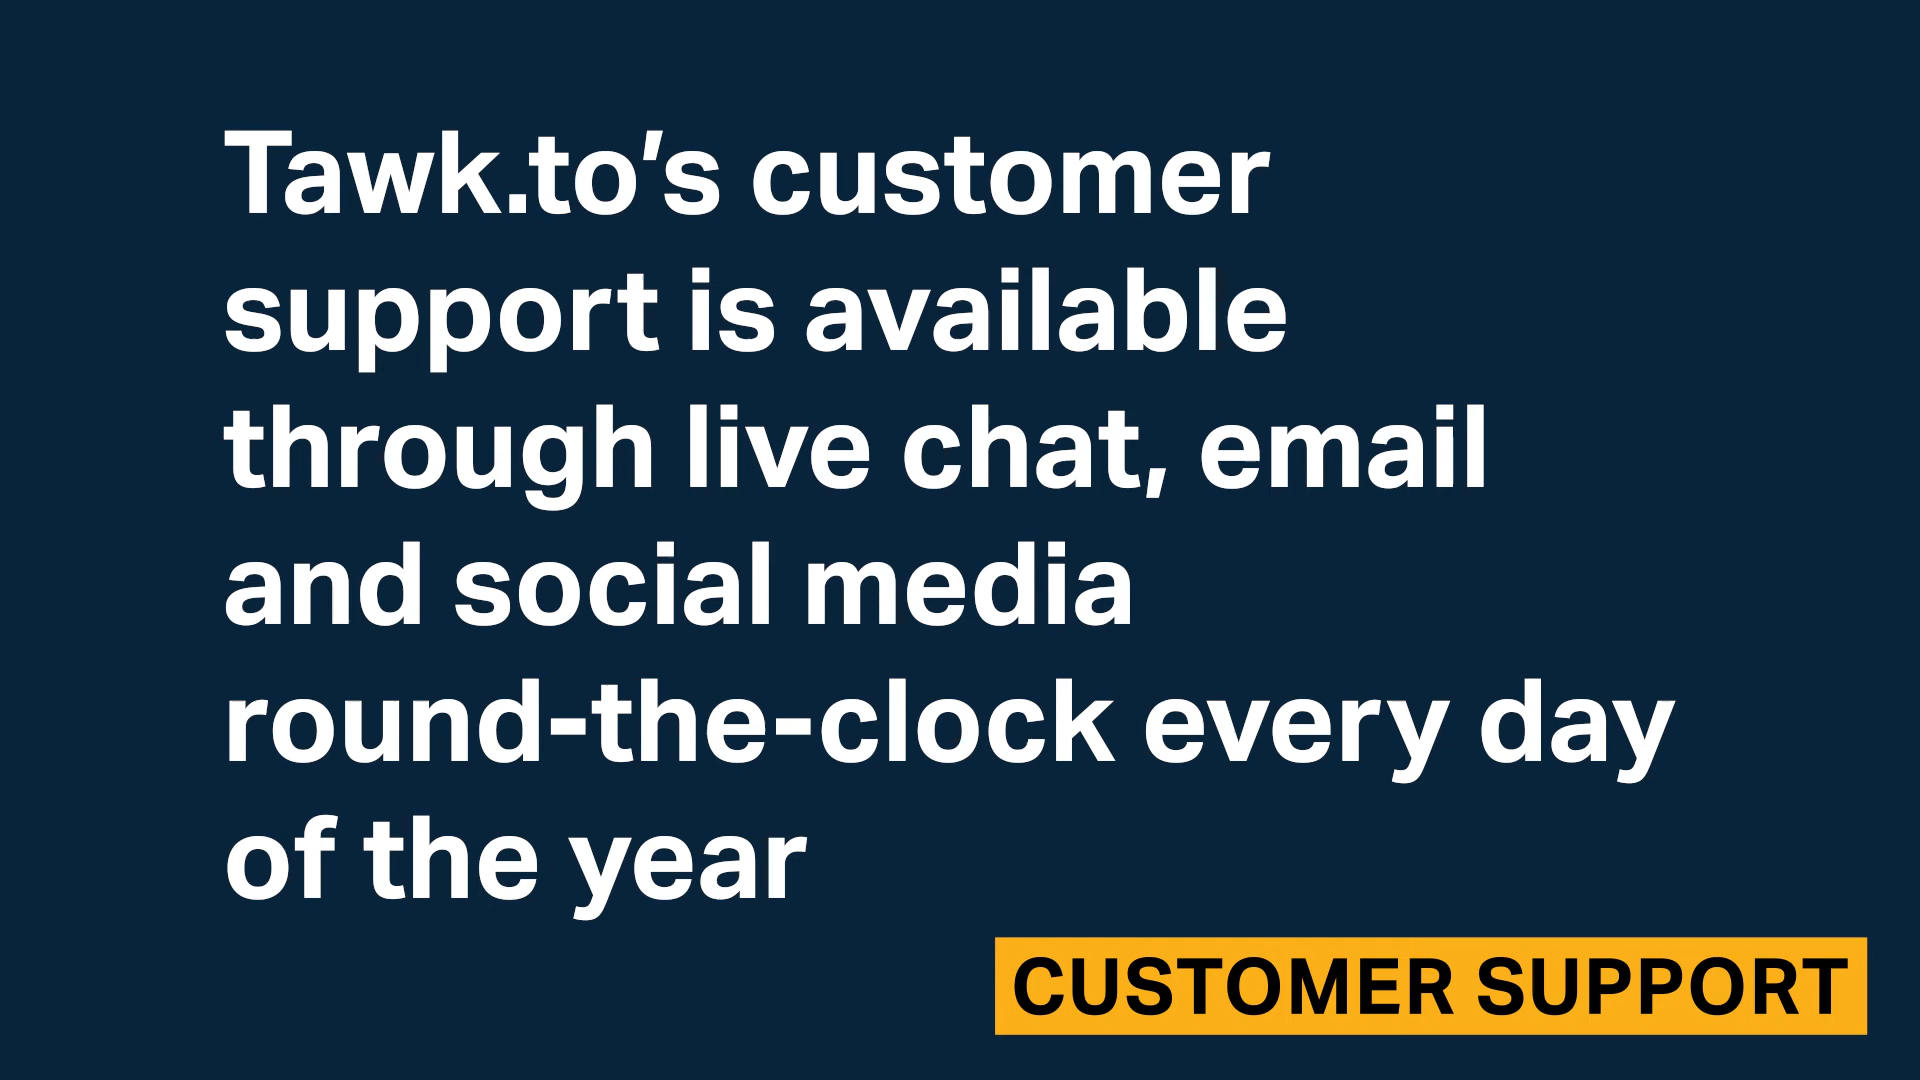 Tawk.to’s customer
support is available
through live chat, email
and social media
round-the-clock every day
of the year
CUSTOMER SUPPORT